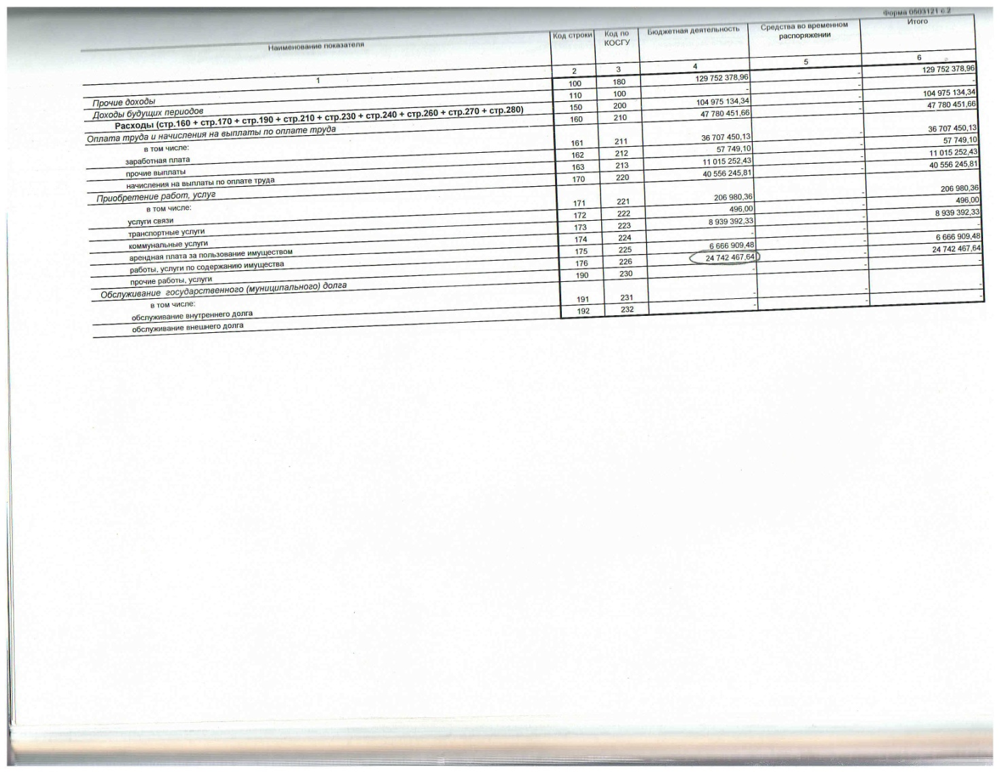 Форма 0503121 с.2
Наименование показателя | Код строки | Код по КОСГУ | Бюджетная деятельность | Средства во временном распоряжении | Итого
1 | 2 | 3 | 4 | 5 | 6
Прочие доходы | 100 | 180 | 129 752 378,96 | - | 129 752 378,96
Доходы будущих периодов | 110 | 100 | - | - | -
Расходы (стр.160 + стр.170 + стр.190 + стр.210 + стр.230 + стр.240 + стр.260 + стр.270 + стр.280) | 150 | 200 | 104 975 134,34 | - | 104 975 134,34
Оплата труда и начисления на выплаты по оплате труда | 160 | 210 | 47 780 451,66 | - | 47 780 451,66
в том числе:
заработная плата | 161 | 211 | 36 707 450,13 | - | 36 707 450,13
прочие выплаты | 162 | 212 | 57 749,10 | - | 57 749,10
начисления на выплаты по оплате труда | 163 | 213 | 11 015 252,43 | - | 11 015 252,43
Приобретение работ, услуг | 170 | 220 | 40 556 245,81 | - | 40 556 245,81
в том числе:
услуги связи | 171 | 221 | 206 980,36 | - | 206 980,36
транспортные услуги | 172 | 222 | 496,00 | - | 496,00
коммунальные услуги | 173 | 223 | 8 939 392,33 | - | 8 939 392,33
арендная плата за пользование имуществом | 174 | 224 | - | - | -
работы, услуги по содержанию имущества | 175 | 225 | 6 666 909,48 | - | 6 666 909,48
прочие работы, услуги | 176 | 226 | 24 742 467,64 | - | 24 742 467,64
Обслуживание государственного (муниципального) долга | 190 | 230 | - | - | -
в том числе:
обслуживание внутреннего долга | 191 | 231 | - | - | -
обслуживание внешнего долга | 192 | 232 | - | - | -